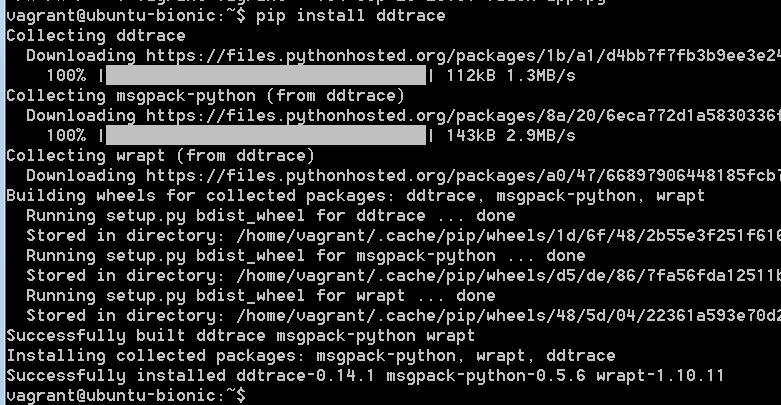 vagrant@ubuntu-bionic:~$ pip install ddtrace
Collecting ddtrace
Downloading https://files.pythonhosted.org/packages/1b/a1/d4bb7f7fb3b9ee3e24
100% | | 112kB 1.3MB/s
Collecting msgpack-python (from ddtrace)
Downloading https://files.pythonhosted.org/packages/8a/20/6eca772d1a5830336f
100% | | 143kB 2.9MB/s
Collecting wrapt (from ddtrace)
Downloading https://files.pythonhosted.org/packages/a0/47/66897906448185fcb7
Building wheels for collected packages: ddtrace, msgpack-python, wrapt
Running setup.py bdist_wheel for ddtrace ... done
Stored in directory: /home/vagrant/.cache/pip/wheels/1d/6f/48/2b55e3f251f610
Running setup.py bdist_wheel for msgpack-python ... done
Stored in directory: /home/vagrant/.cache/pip/wheels/d5/de/86/7fa56fda12511b
Running setup.py bdist_wheel for wrapt ... done
Stored in directory: /home/vagrant/.cache/pip/wheels/48/5d/04/22361a593e70d2
Successfully built ddtrace msgpack-python wrapt
Installing collected packages: msgpack-python, wrapt, ddtrace
Successfully installed ddtrace-0.14.1 msgpack-python-0.5.6 wrapt-1.10.11
vagrant@ubuntu-bionic:~$